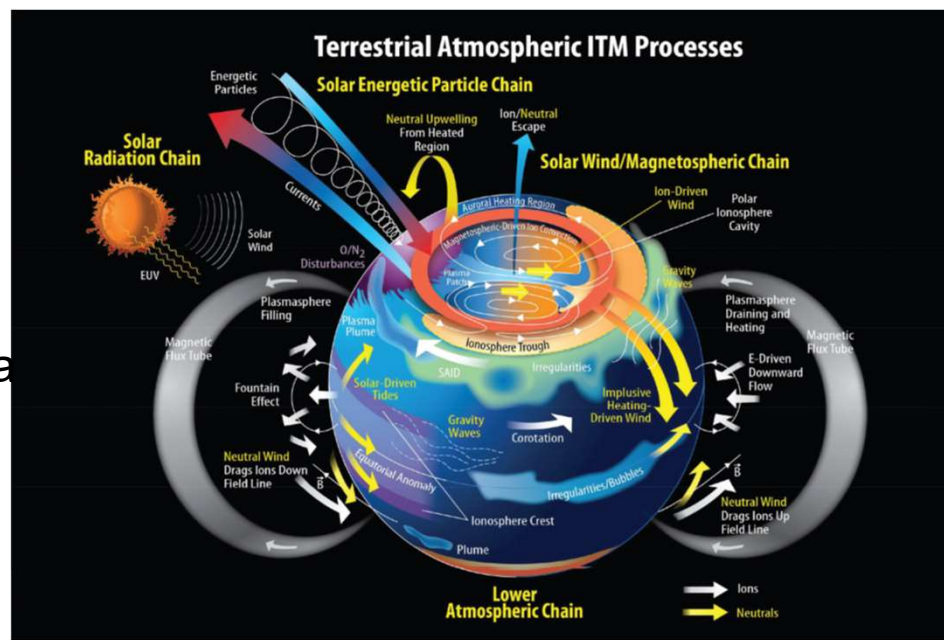 Terrestrial Atmospheric ITM Processes
Energetic
Particles
Solar Energetic Particle Chain
Neutral Upwelling
From Heated
Region
Ion/Neutral
Escape
Solar
Radiation Chain
Solar Wind/Magnetospheric Chain
Currents
Ion-Driven
Wind
Polar
Ionosphere
Cavity
Auroral Heating Region
Magnetospheric-Driven Ion Convection
Solar
Wind
EUV
O/N2
Disturbances
Plasma
Patch
Gravity
Waves
Plasmasphere
Filling
Plasmasphere
Draining and
Heating
Magnetic
Flux Tube
Plasma
Plume
Ionosphere Trough
Magnetic
Flux Tube
SAID
Irregularities
a
E-Driven
Downward
Flow
Fountain
Effect
Solar-Driven
Tides
Implusive
Heating-
Driven Wind
Gravity
Waves
Corotation
Neutral Wind
Drags Ions Down
Field Line
B
Equatorial Anomaly
Irregularities/Bubbles
B
Neutral Wind
Drags Ions Up
Field Line
Ionosphere Crest
Plume
Lower
Atmospheric Chain
Ions
Neutrals